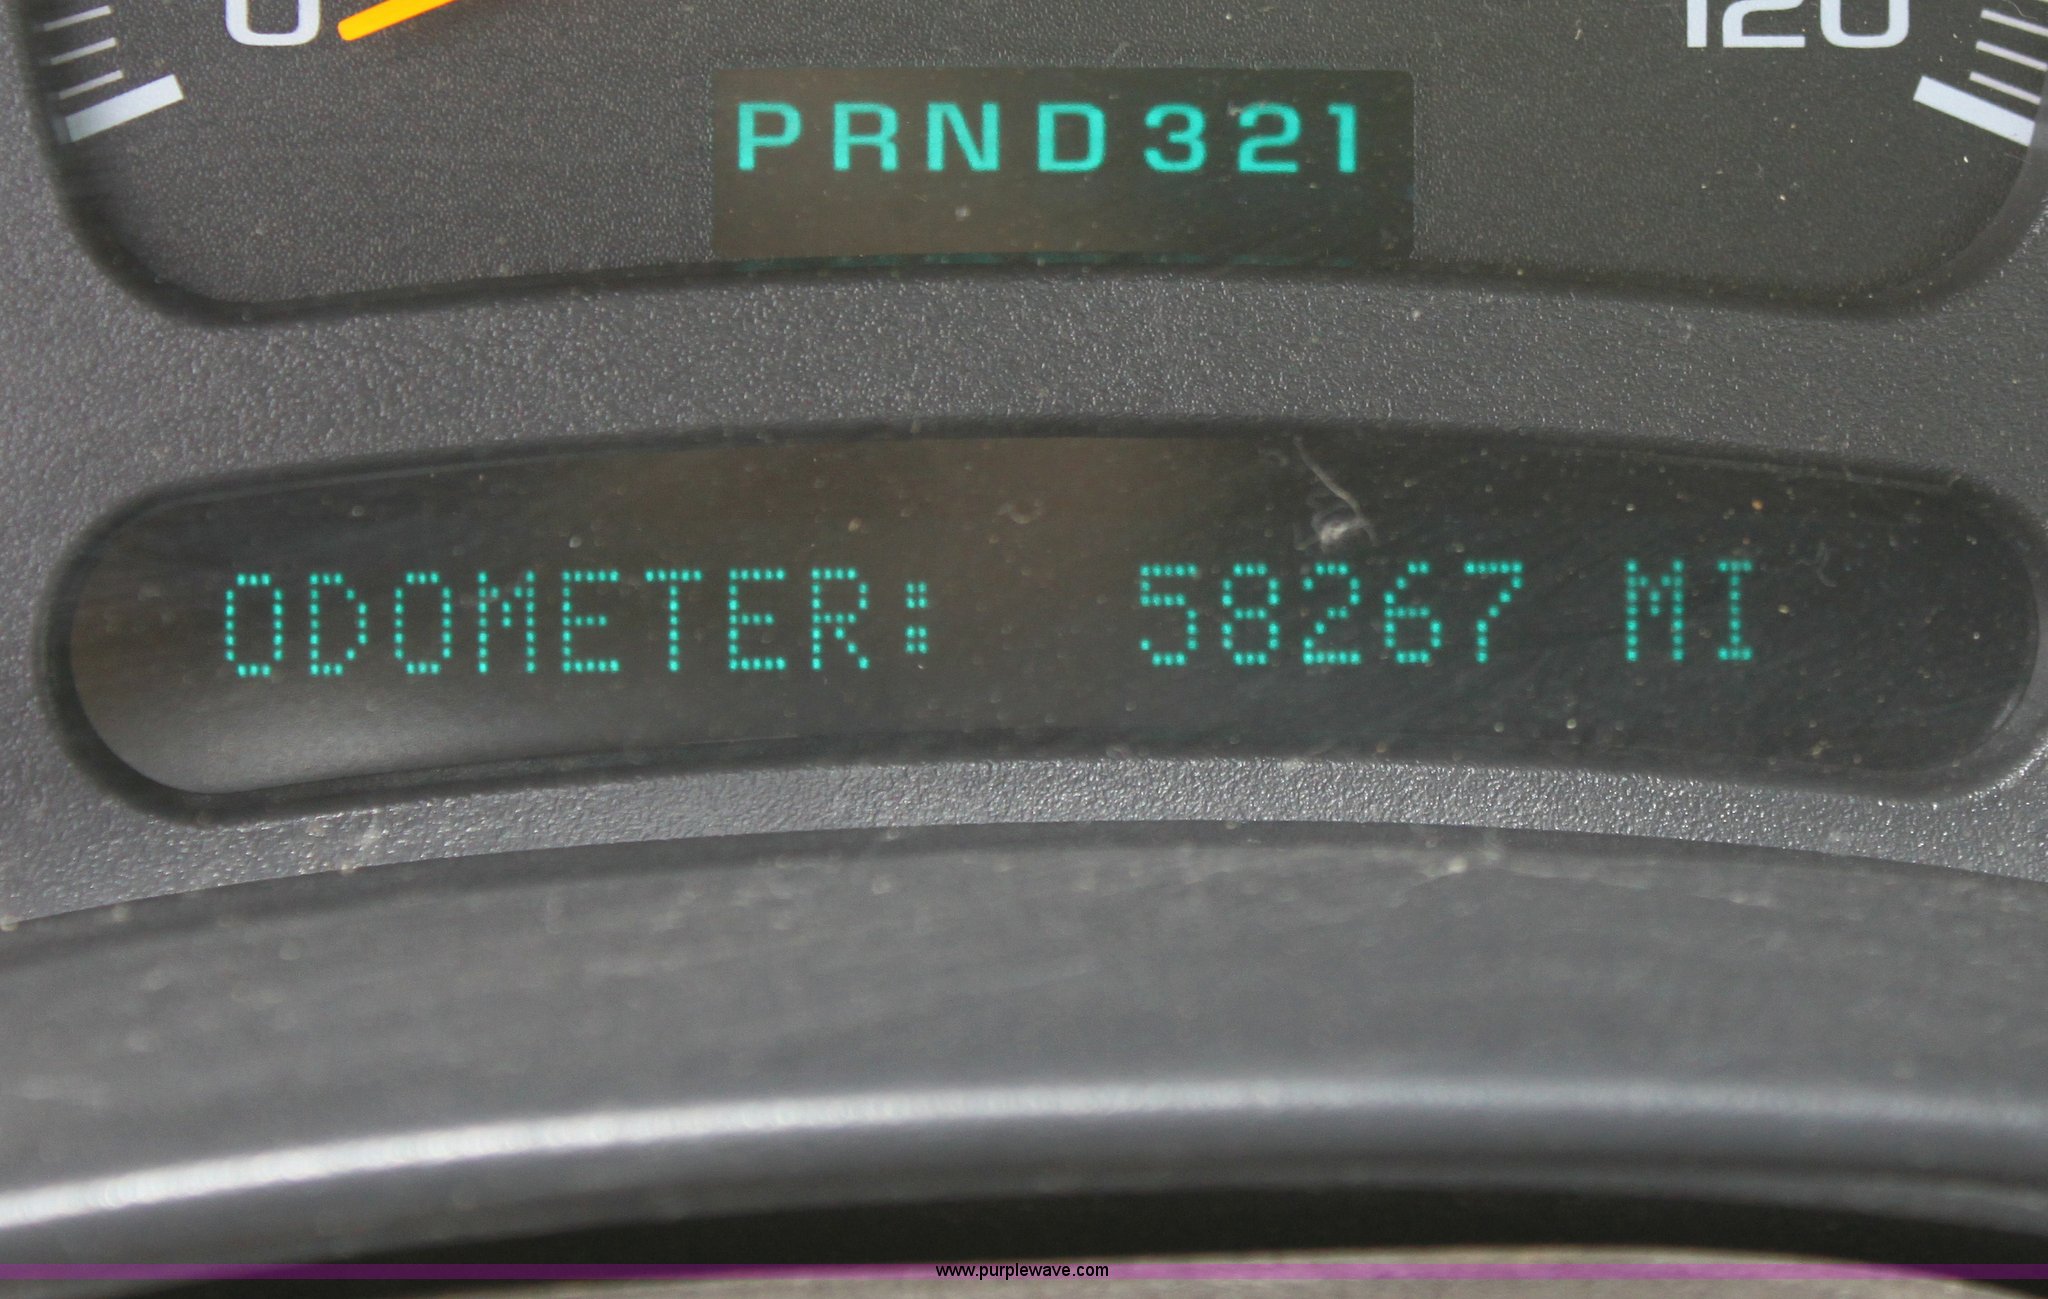 0 120
PRND321
ODOMETER: 58267 MI
www.purplewave.com